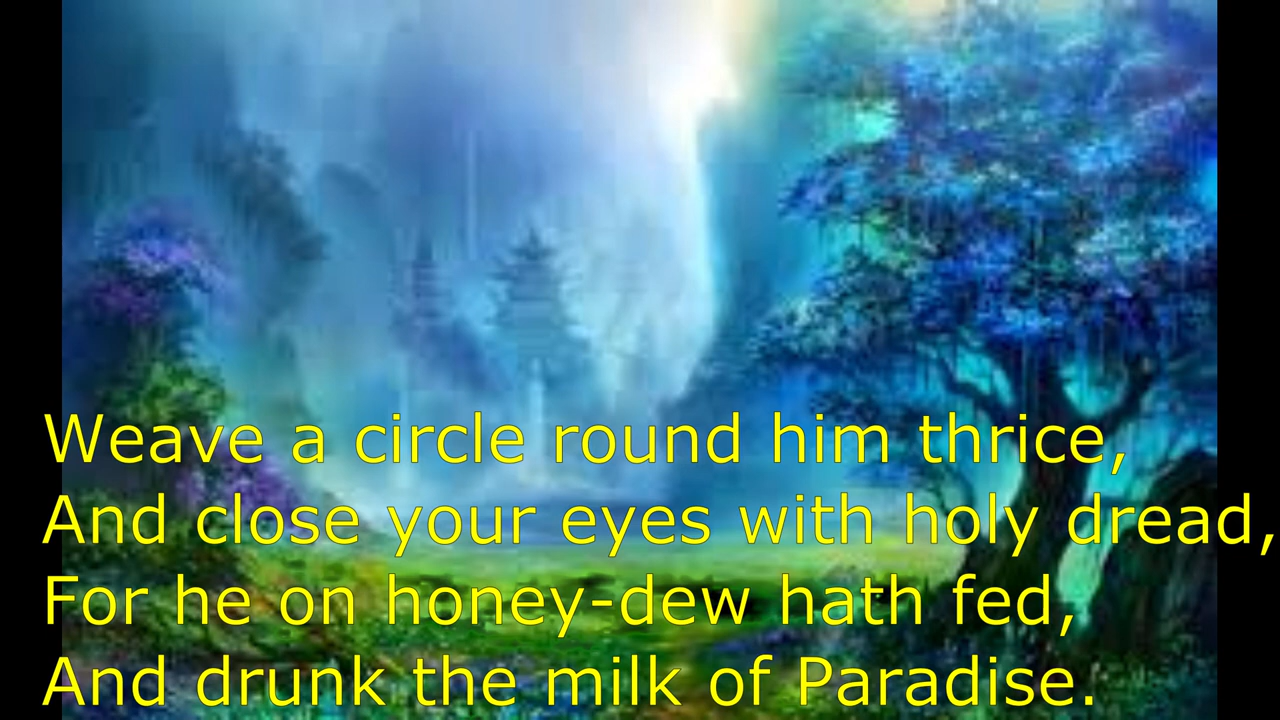 Weave a circle round him thrice,
And close your eyes with holy dread,
For he on honey-dew hath fed,
And drunk the milk of Paradise.